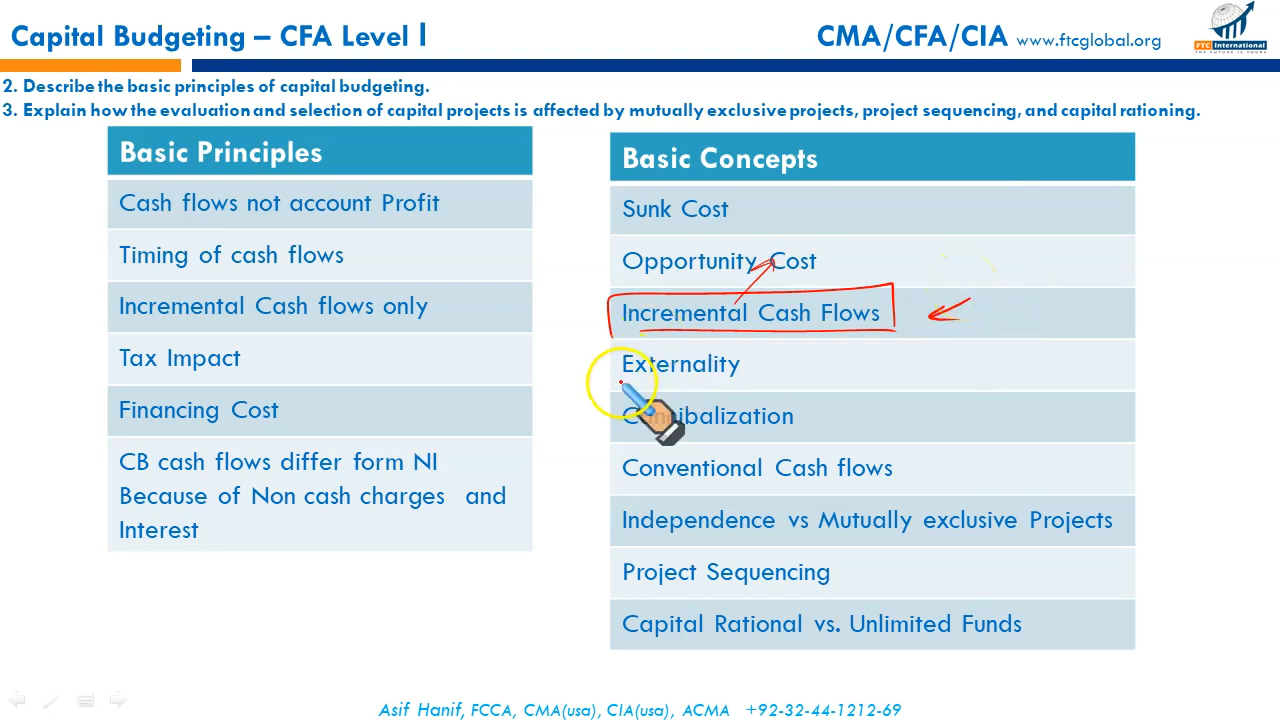 Capital Budgeting – CFA Level I
CMA/CFA/CIA www.ftcglobal.org
FTC International
THE FUTURE IS YOURS
2. Describe the basic principles of capital budgeting.
3. Explain how the evaluation and selection of capital projects is affected by mutually exclusive projects, project sequencing, and capital rationing.
Basic Principles
Cash flows not account Profit
Timing of cash flows
Incremental Cash flows only
Tax Impact
Financing Cost
CB cash flows differ form NI
Because of Non cash charges and
Interest
Basic Concepts
Sunk Cost
Opportunity Cost
Incremental Cash Flows
Externality
Cannibalization
Conventional Cash flows
Independence vs Mutually exclusive Projects
Project Sequencing
Capital Rational vs. Unlimited Funds
Asif Hanif, FCCA, CMA(usa), CIA(usa), ACMA +92-32-44-1212-69